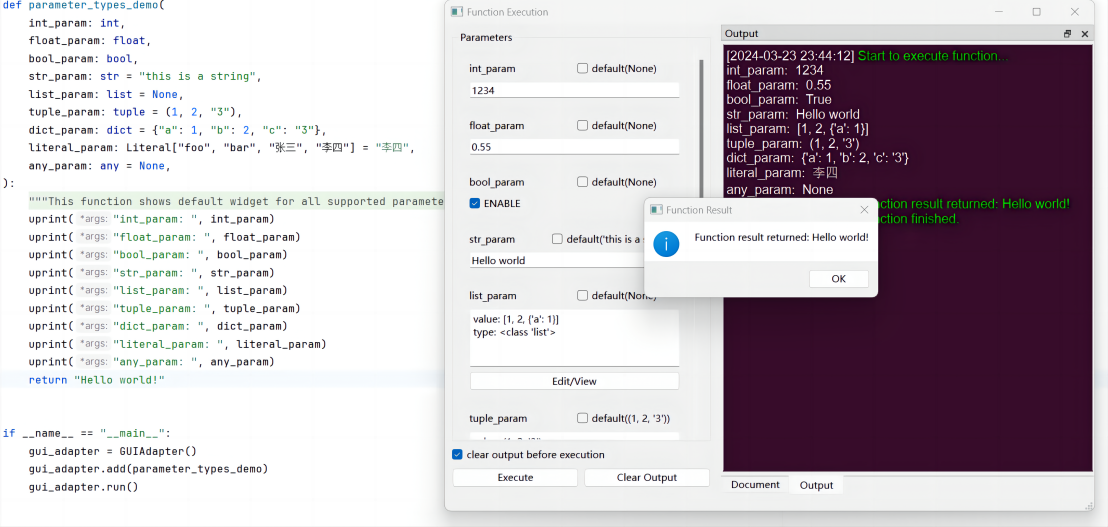 def parameter_types_demo(
    int_param: int,
    float_param: float,
    bool_param: bool,
    str_param: str = "this is a string",
    list_param: list = None,
    tuple_param: tuple = (1, 2, "3"),
    dict_param: dict = {"a": 1, "b": 2, "c": "3"},
    literal_param: Literal["foo", "bar", "张三", "李四"] = "李四",
    any_param: any = None,
):
    """This function shows default widget for all supported paramete
    uprint( *args: "int_param: ", int_param)
    uprint( *args: "float_param: ", float_param)
    uprint( *args: "bool_param: ", bool_param)
    uprint( *args: "str_param: ", str_param)
    uprint( *args: "list_param: ", list_param)
    uprint( *args: "tuple_param: ", tuple_param)
    uprint( *args: "dict_param: ", dict_param)
    uprint( *args: "literal_param: ", literal_param)
    uprint( *args: "any_param: ", any_param)
    return "Hello world!"
if __name__ == "__main__":
    gui_adapter = GUIAdapter()
    gui_adapter.add(parameter_types_demo)
    gui_adapter.run()
Function Execution
Parameters
int_param default(None)
1234
float_param default(None)
0.55
bool_param default(None)
ENABLE
str_param default('this is a
Hello world
list_param default(None)
value: [1, 2, {'a': 1}]
type: <class 'list'>
Edit/View
tuple_param default((1, 2, '3'))
clear output before execution
Execute Clear Output
Output
[2024-03-23 23:44:12] Start to execute function...
int_param: 1234
float_param: 0.55
bool_param: True
str_param: Hello world
list_param: [1, 2, {'a': 1}]
tuple_param: (1, 2, '3')
dict_param: {'a': 1, 'b': 2, 'c': '3'}
literal_param: 李四
any_param: None
nction result returned: Hello world!
nction finished.
Document Output
Function Result
Function result returned: Hello world!
OK